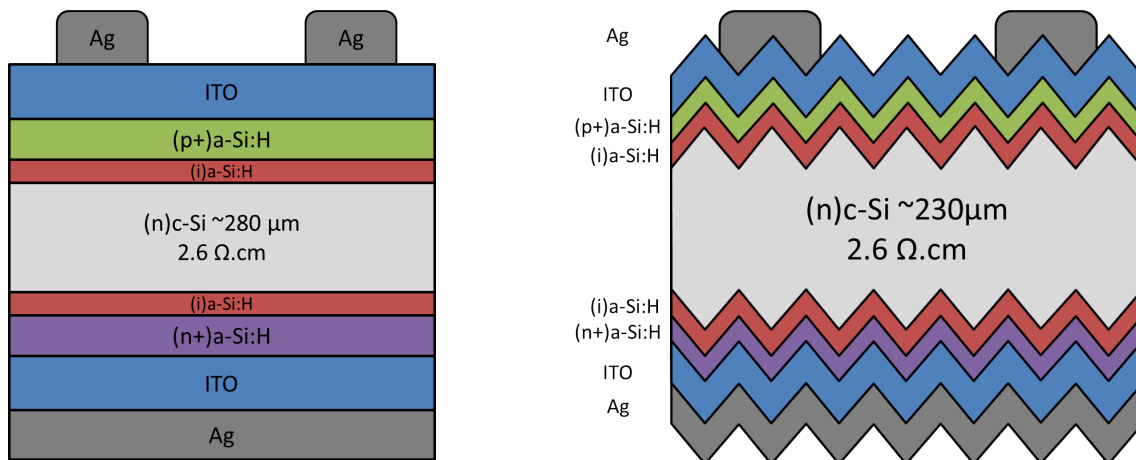 Ag
Ag
ITO
(p+)a-Si:H
(i)a-Si:H
(n)c-Si ~280 µm
2.6 Ω.cm
(i)a-Si:H
(n+)a-Si:H
ITO
Ag
Ag
ITO
(p+)a-Si:H
(i)a-Si:H
(n)c-Si ~230µm
2.6 Ω.cm
(i)a-Si:H
(n+)a-Si:H
ITO
Ag